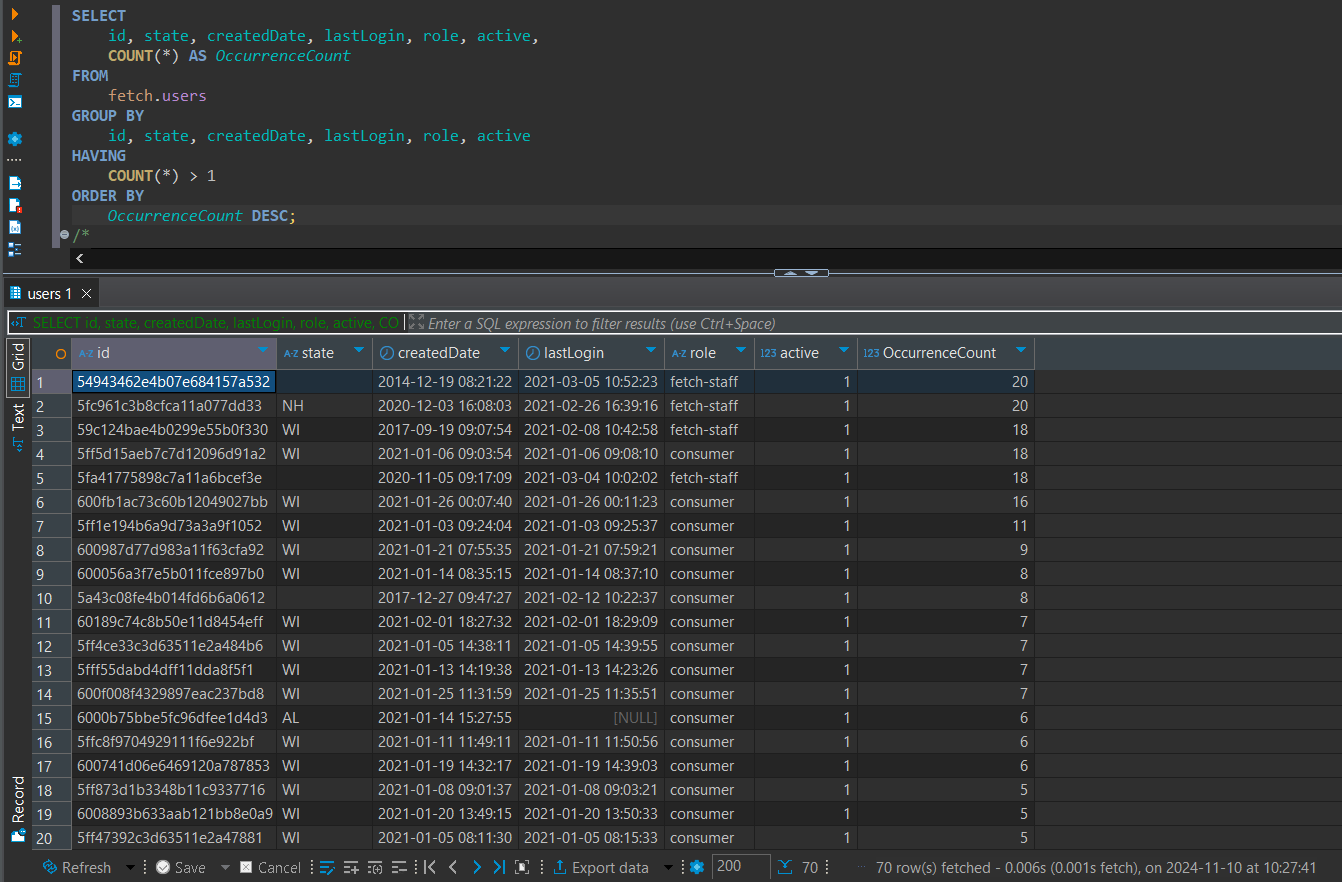 SELECT
id, state, createdDate, lastLogin, role, active,
COUNT(*) AS OccurrenceCount
FROM
fetch.users
GROUP BY
id, state, createdDate, lastLogin, role, active
HAVING
COUNT(*) > 1
ORDER BY
OccurrenceCount DESC;
/*
users 1
SELECT id, state, createdDate, lastLogin, role, active, CO Enter a SQL expression to filter results (use Ctrl+Space)
Grid
Text
Record
A-Z id A-Z state createdDate lastLogin A-Z role 123 active 123 OccurrenceCount
1 54943462e4b07e684157a532 2014-12-19 08:21:22 2021-03-05 10:52:23 fetch-staff 1 20
2 5fc961c3b8cfca11a077dd33 NH 2020-12-03 16:08:03 2021-02-26 16:39:16 fetch-staff 1 20
3 59c124bae4b0299e55b0f330 WI 2017-09-19 09:07:54 2021-02-08 10:42:58 fetch-staff 1 18
4 5ff5d15aeb7c7d12096d91a2 WI 2021-01-06 09:03:54 2021-01-06 09:08:10 consumer 1 18
5 5fa41775898c7a11a6bcef3e 2020-11-05 09:17:09 2021-03-04 10:02:02 fetch-staff 1 18
6 600fb1ac73c60b12049027bb WI 2021-01-26 00:07:40 2021-01-26 00:11:23 consumer 1 16
7 5ff1e194b6a9d73a3a9f1052 WI 2021-01-03 09:24:04 2021-01-03 09:25:37 consumer 1 11
8 600987d77d983a11f63cfa92 WI 2021-01-21 07:55:35 2021-01-21 07:59:21 consumer 1 9
9 600056a3f7e5b011fce897b0 WI 2021-01-14 08:35:15 2021-01-14 08:37:10 consumer 1 8
10 5a43c08fe4b014fd6b6a0612 2017-12-27 09:47:27 2021-02-12 10:22:37 consumer 1 8
11 60189c74c8b50e11d8454eff WI 2021-02-01 18:27:32 2021-02-01 18:29:09 consumer 1 7
12 5ff4ce33c3d63511e2a484b6 WI 2021-01-05 14:38:11 2021-01-05 14:39:55 consumer 1 7
13 5fff55dabd4dff11dda8f5f1 WI 2021-01-13 14:19:38 2021-01-13 14:23:26 consumer 1 7
14 600f008f4329897eac237bd8 WI 2021-01-25 11:31:59 2021-01-25 11:35:51 consumer 1 7
15 6000b75bbe5fc96dfee1d4d3 AL 2021-01-14 15:27:55 [NULL] consumer 1 6
16 5ffc8f9704929111f6e922bf WI 2021-01-11 11:49:11 2021-01-11 11:50:56 consumer 1 6
17 600741d06e6469120a787853 WI 2021-01-19 14:32:17 2021-01-19 14:39:03 consumer 1 6
18 5ff873d1b3348b11c9337716 WI 2021-01-08 09:01:37 2021-01-08 09:03:21 consumer 1 5
19 6008893b633aab121bb8e0a9 WI 2021-01-20 13:49:15 2021-01-20 13:50:33 consumer 1 5
20 5ff47392c3d63511e2a47881 WI 2021-01-05 08:11:30 2021-01-05 08:15:33 consumer 1 5
Refresh Save Cancel Export data 200 70 70 row(s) fetched - 0.006s (0.001s fetch), on 2024-11-10 at 10:27:41